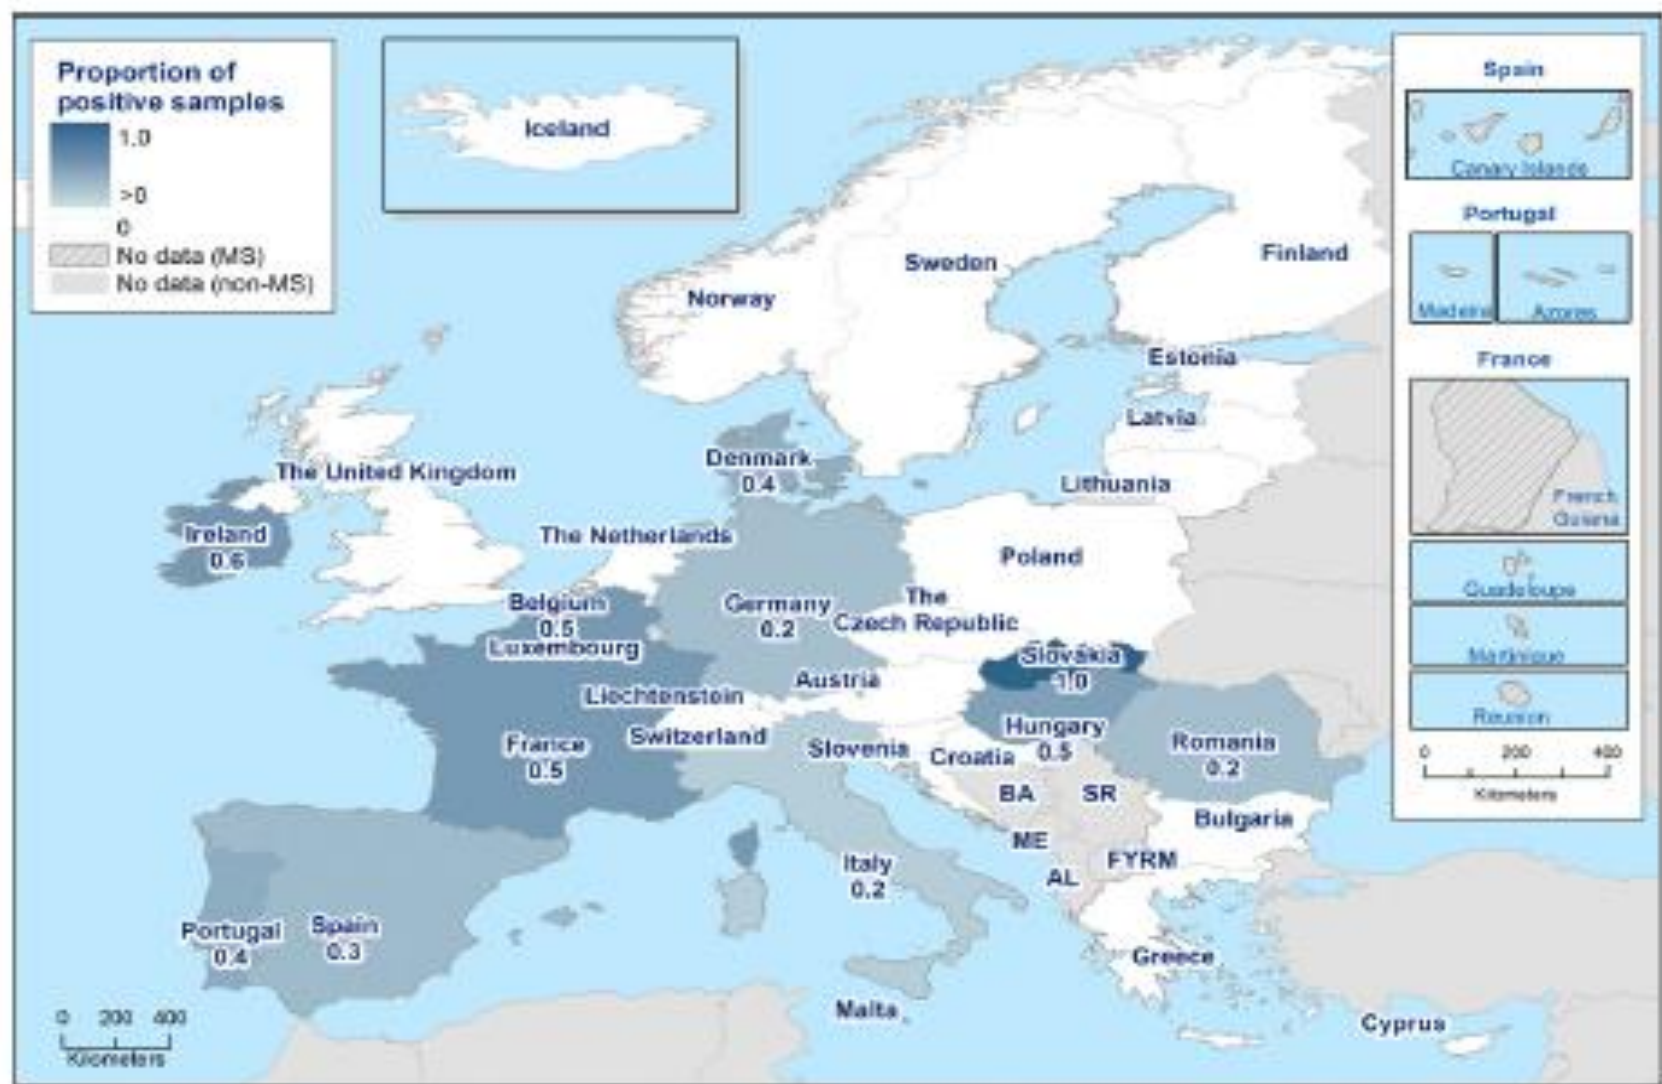 Proportion of
positive samples
1.0
>0
0
No data (MS)
No data (non-MS)
Iceland
Norway
Sweden
Finland
Estonia
Latvia
Lithuania
The United Kingdom
Ireland
0.6
Denmark
0.4
The Netherlands
Belgium
0.5
Luxembourg
Germany
0.2
Poland
The
Czech Republic
Slovakia
1.0
Austria
Liechtenstein
Switzerland
France
0.5
Slovenia
Croatia
Hungary
0.5
Romania
0.2
BA
SR
ME
AL
FYRM
Bulgaria
Italy
0.2
Portugal
0.4
Spain
0.3
Greece
Malta
Cyprus
0 200 400
Kilometers
Spain
Canary Islands
Portugal
Madeira
Azores
France
French
Guiana
Guadeloupe
Martinique
Reunion
0 200 400
Kilometers